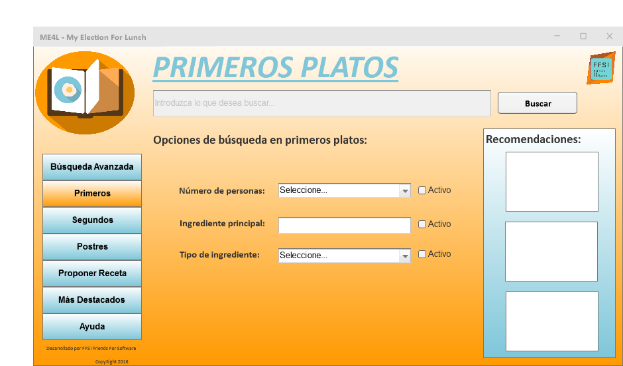 ME4L - My Election For Lunch
PRIMEROS PLATOS
FFSI
Introduzca lo que desea buscar...
Buscar
Opciones de búsqueda en primeros platos:
Recomendaciones:
Búsqueda Avanzada
Primeros
Segundos
Postres
Proponer Receta
Más Destacados
Ayuda
Número de personas:
Seleccione...
Activo
Ingrediente principal:
Activo
Tipo de ingrediente:
Seleccione...
Activo
Desarrollado por FFSI Friends For Software
Copyright 2018